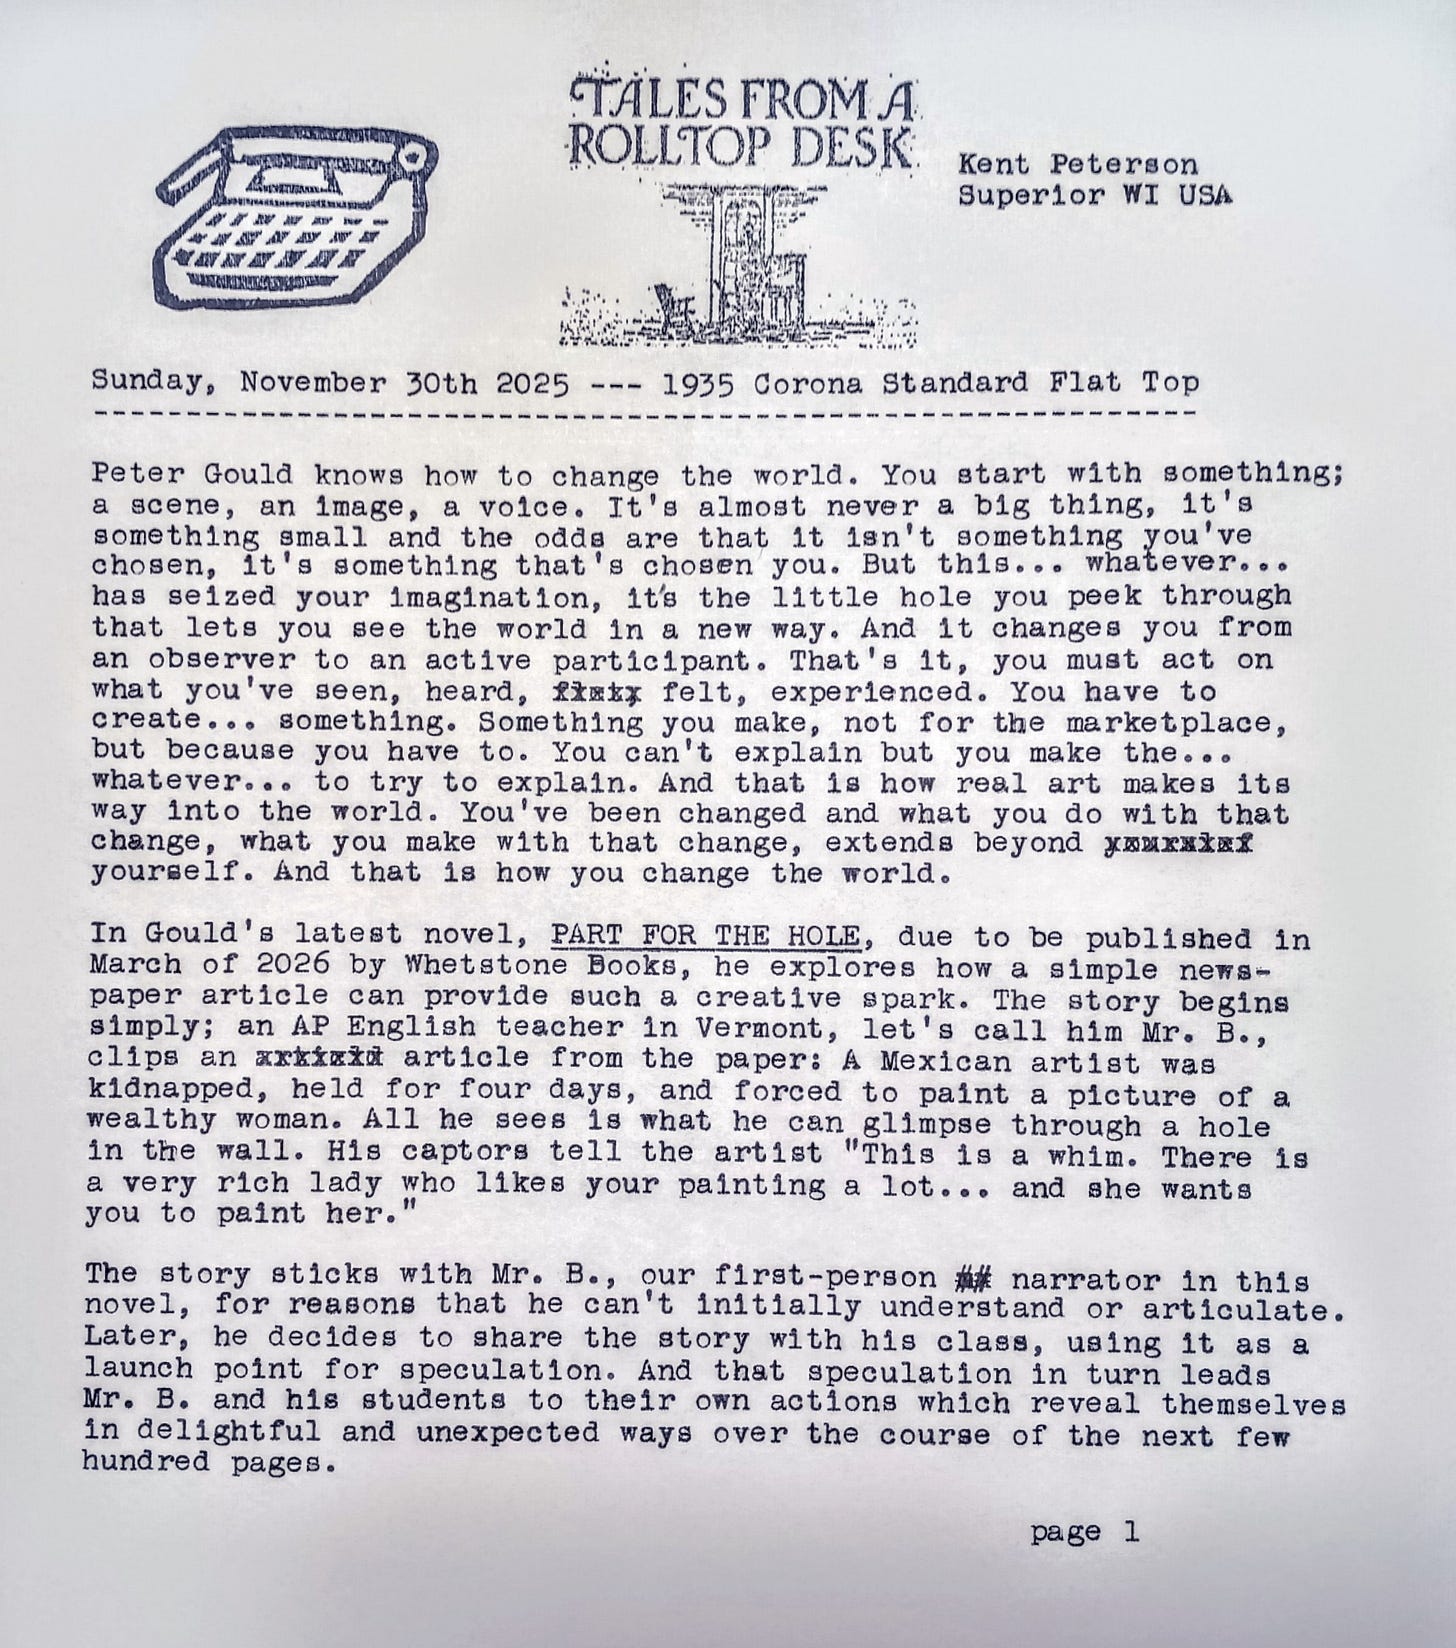 TALES FROM A
ROLLTOP DESK
Kent Peterson
Superior WI USA
Sunday, November 30th 2025 --- 1935 Corona Standard Flat Top
Peter Gould knows how to change the world. You start with something;
a scene, an image, a voice. It's almost never a big thing, it's
something small and the odds are that it isn't something you've
chosen, it's something that's chosen you. But this... whatever...
has seized your imagination, it's the little hole you peek through
that lets you see the world in a new way. And it changes you from
an observer to an active participant. That's it, you must act on
what you've seen, heard, felt, experienced. You have to
create... something. Something you make, not for the marketplace,
but because you have to. You can't explain but you make the...
whatever... to try to explain. And that is how real art makes its
way into the world. You've been changed and what you do with that
change, what you make with that change, extends beyond
yourself. And that is how you change the world.
In Gould's latest novel, PART FOR THE HOLE, due to be published in
March of 2026 by Whetstone Books, he explores how a simple news-
paper article can provide such a creative spark. The story begins
simply; an AP English teacher in Vermont, let's call him Mr. B.,
clips an article from the paper: A Mexican artist was
kidnapped, held for four days, and forced to paint a picture of a
wealthy woman. All he sees is what he can glimpse through a hole
in the wall. His captors tell the artist "This is a whim. There is
a very rich lady who likes your painting a lot... and she wants
you to paint her."
The story sticks with Mr. B., our first-person ## narrator in this
novel, for reasons that he can't initially understand or articulate.
Later, he decides to share the story with his class, using it as a
launch point for speculation. And that speculation in turn leads
Mr. B. and his students to their own actions which reveal themselves
in delightful and unexpected ways over the course of the next few
hundred pages.
page 1